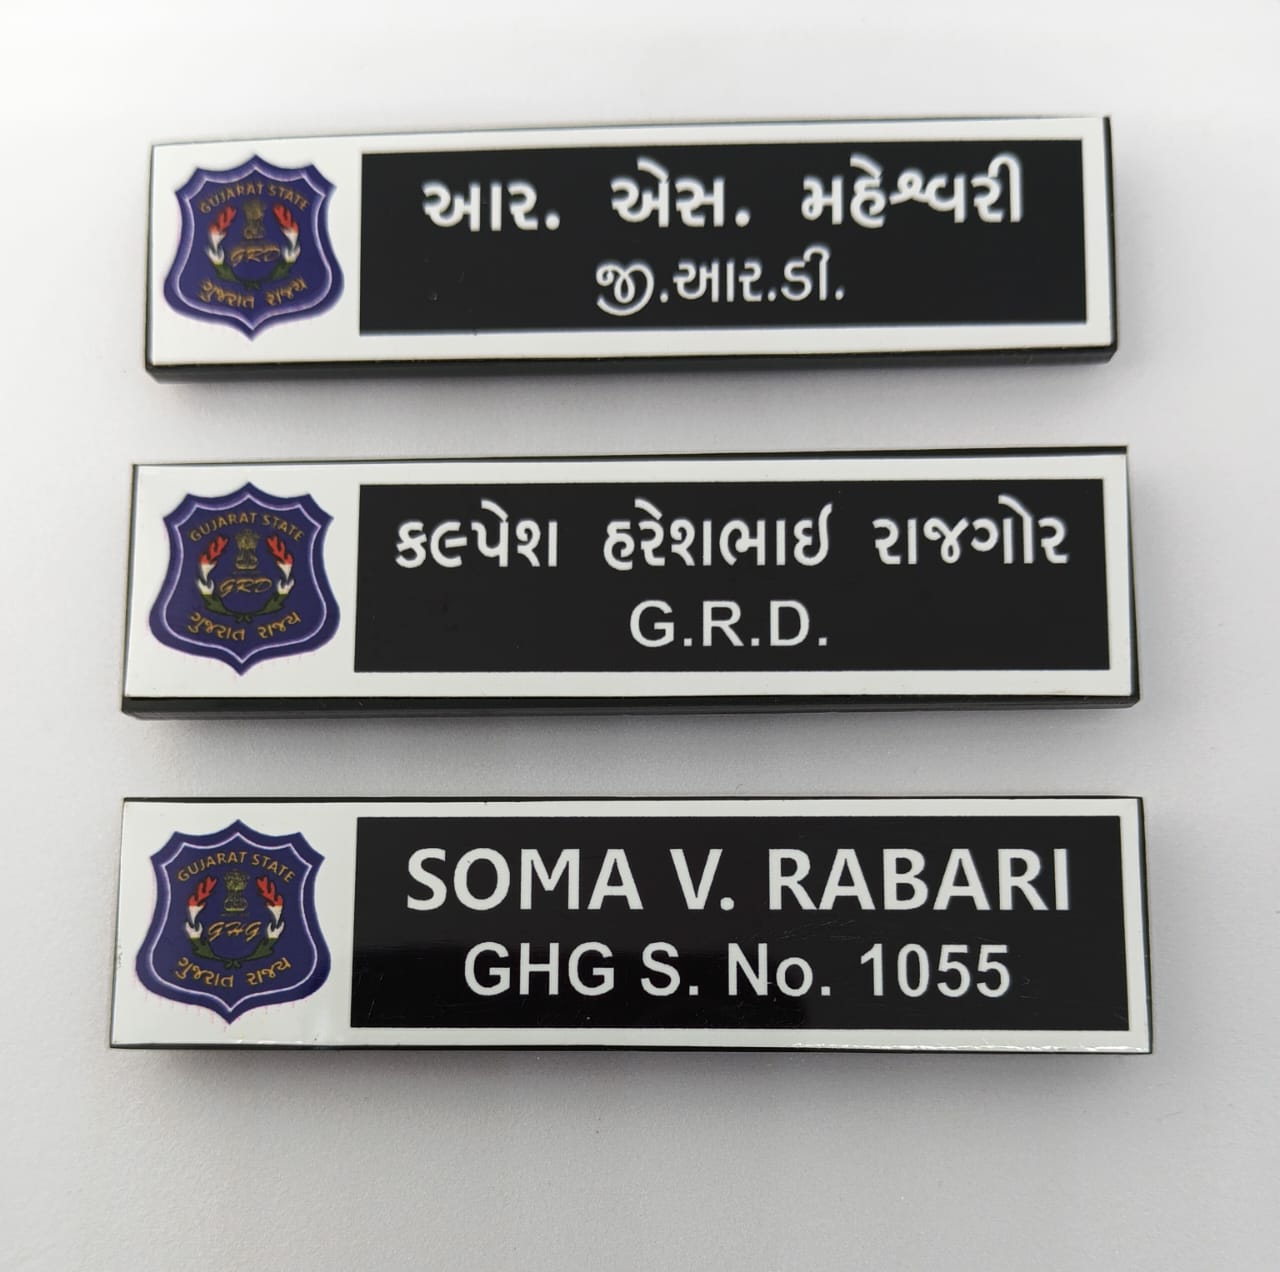 GUJARAT STATE
GRD
ગુજરાત રાજ્ય
આર. એસ. મહેશ્વરી
જી.આર.ડી.
GUJARAT STATE
GRD
ગુજરાત રાજ્ય
કલ્પેશ હરેશભાઈ રાજગોર
G.R.D.
GUJARAT STATE
GHG
ગુજરાત રાજ્ય
SOMA V. RABARI
GHG S. No. 1055